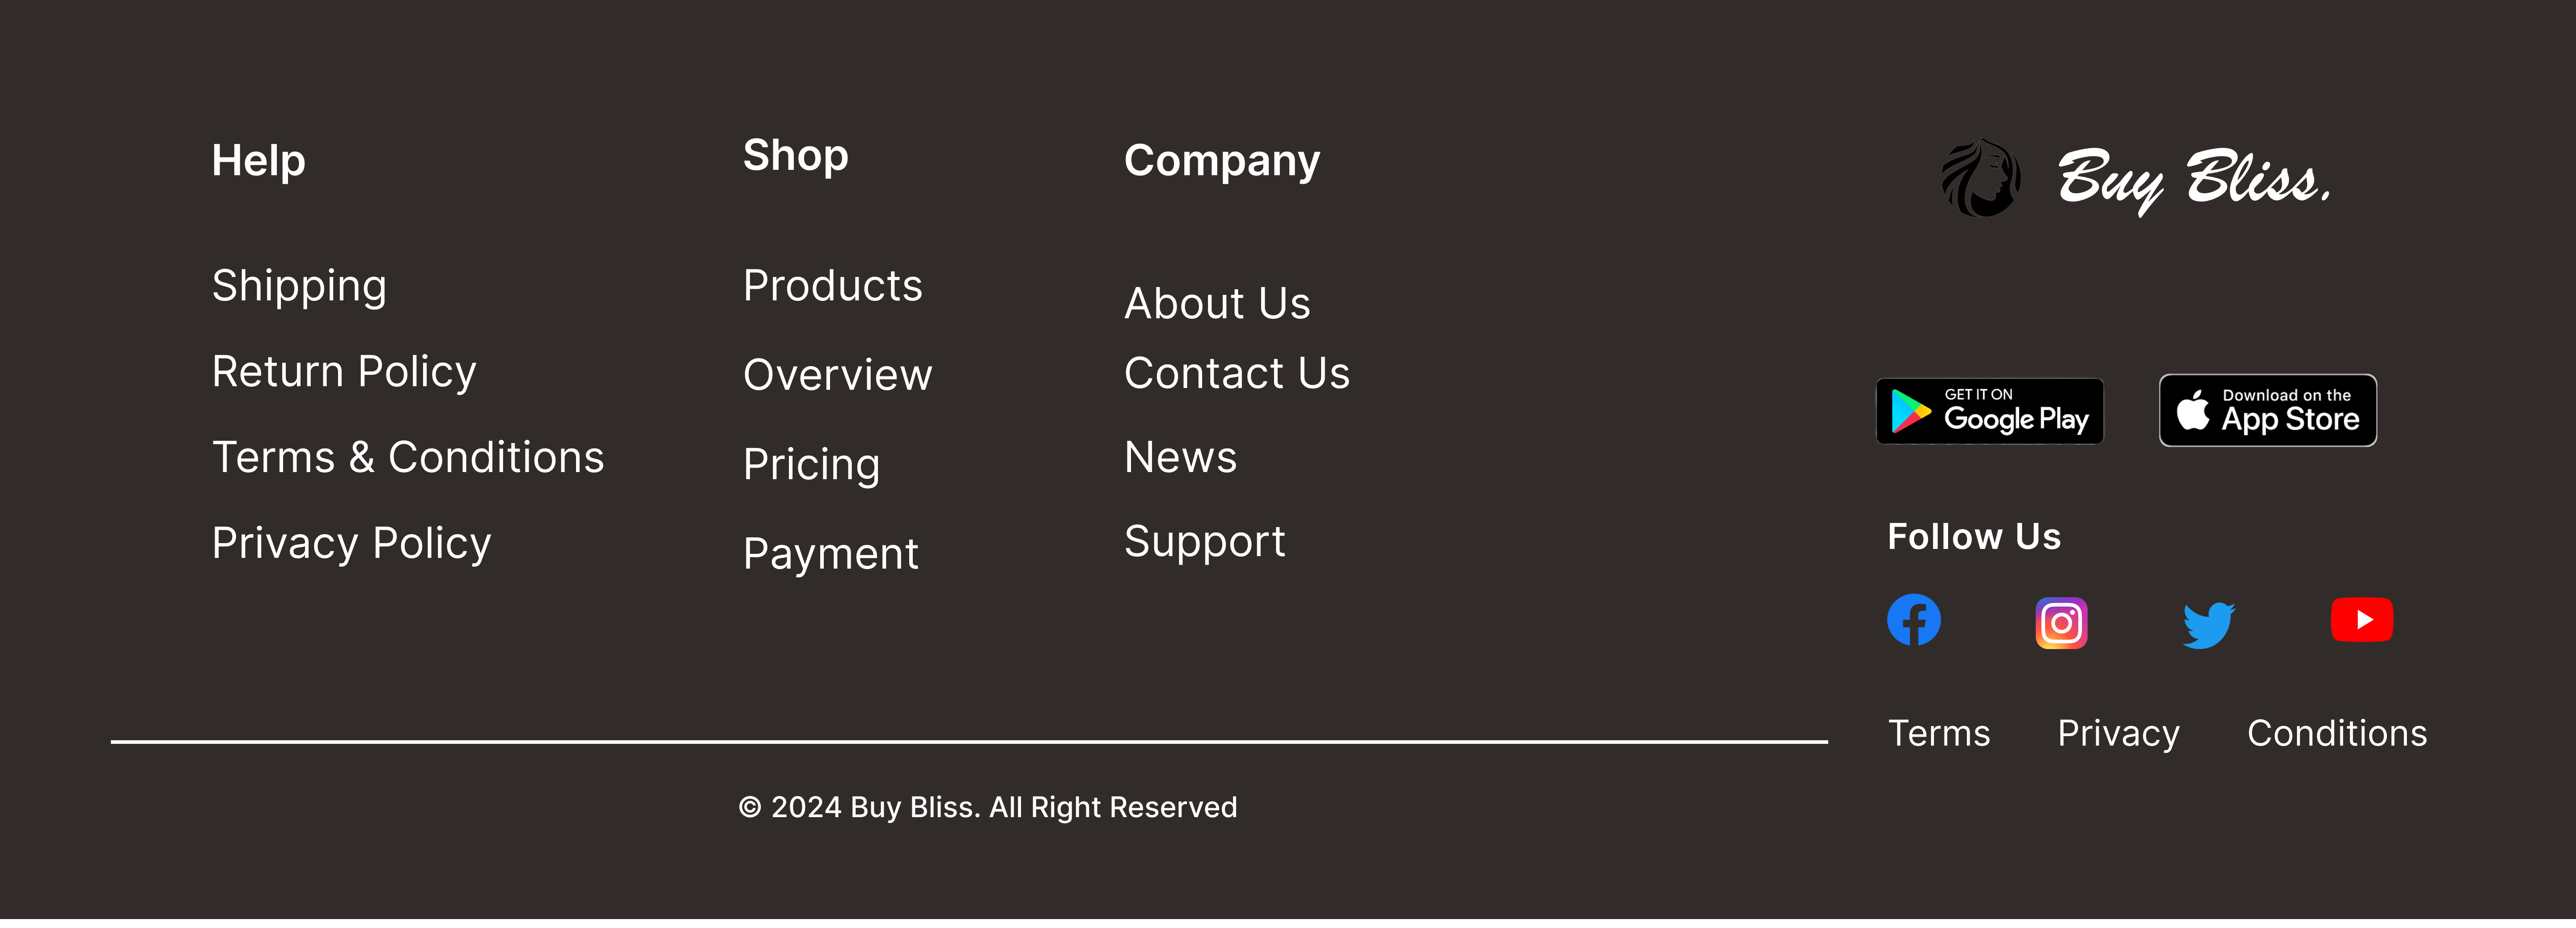 Help
Shipping
Return Policy
Terms & Conditions
Privacy Policy
Shop
Products
Overview
Pricing
Payment
Company
About Us
Contact Us
News
Support
Buy Bliss.
GET IT ON
Google Play
Download on the
App Store
Follow Us
Terms Privacy Conditions
© 2024 Buy Bliss. All Right Reserved